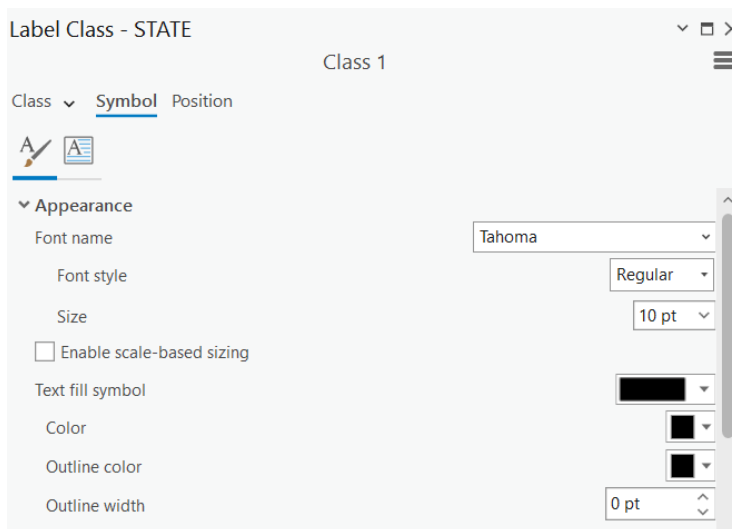 Label Class - STATE
Class 1
Class Symbol Position
A A
Appearance
Font name Tahoma
Font style Regular
Size 10 pt
Enable scale-based sizing
Text fill symbol
Color
Outline color
Outline width 0 pt